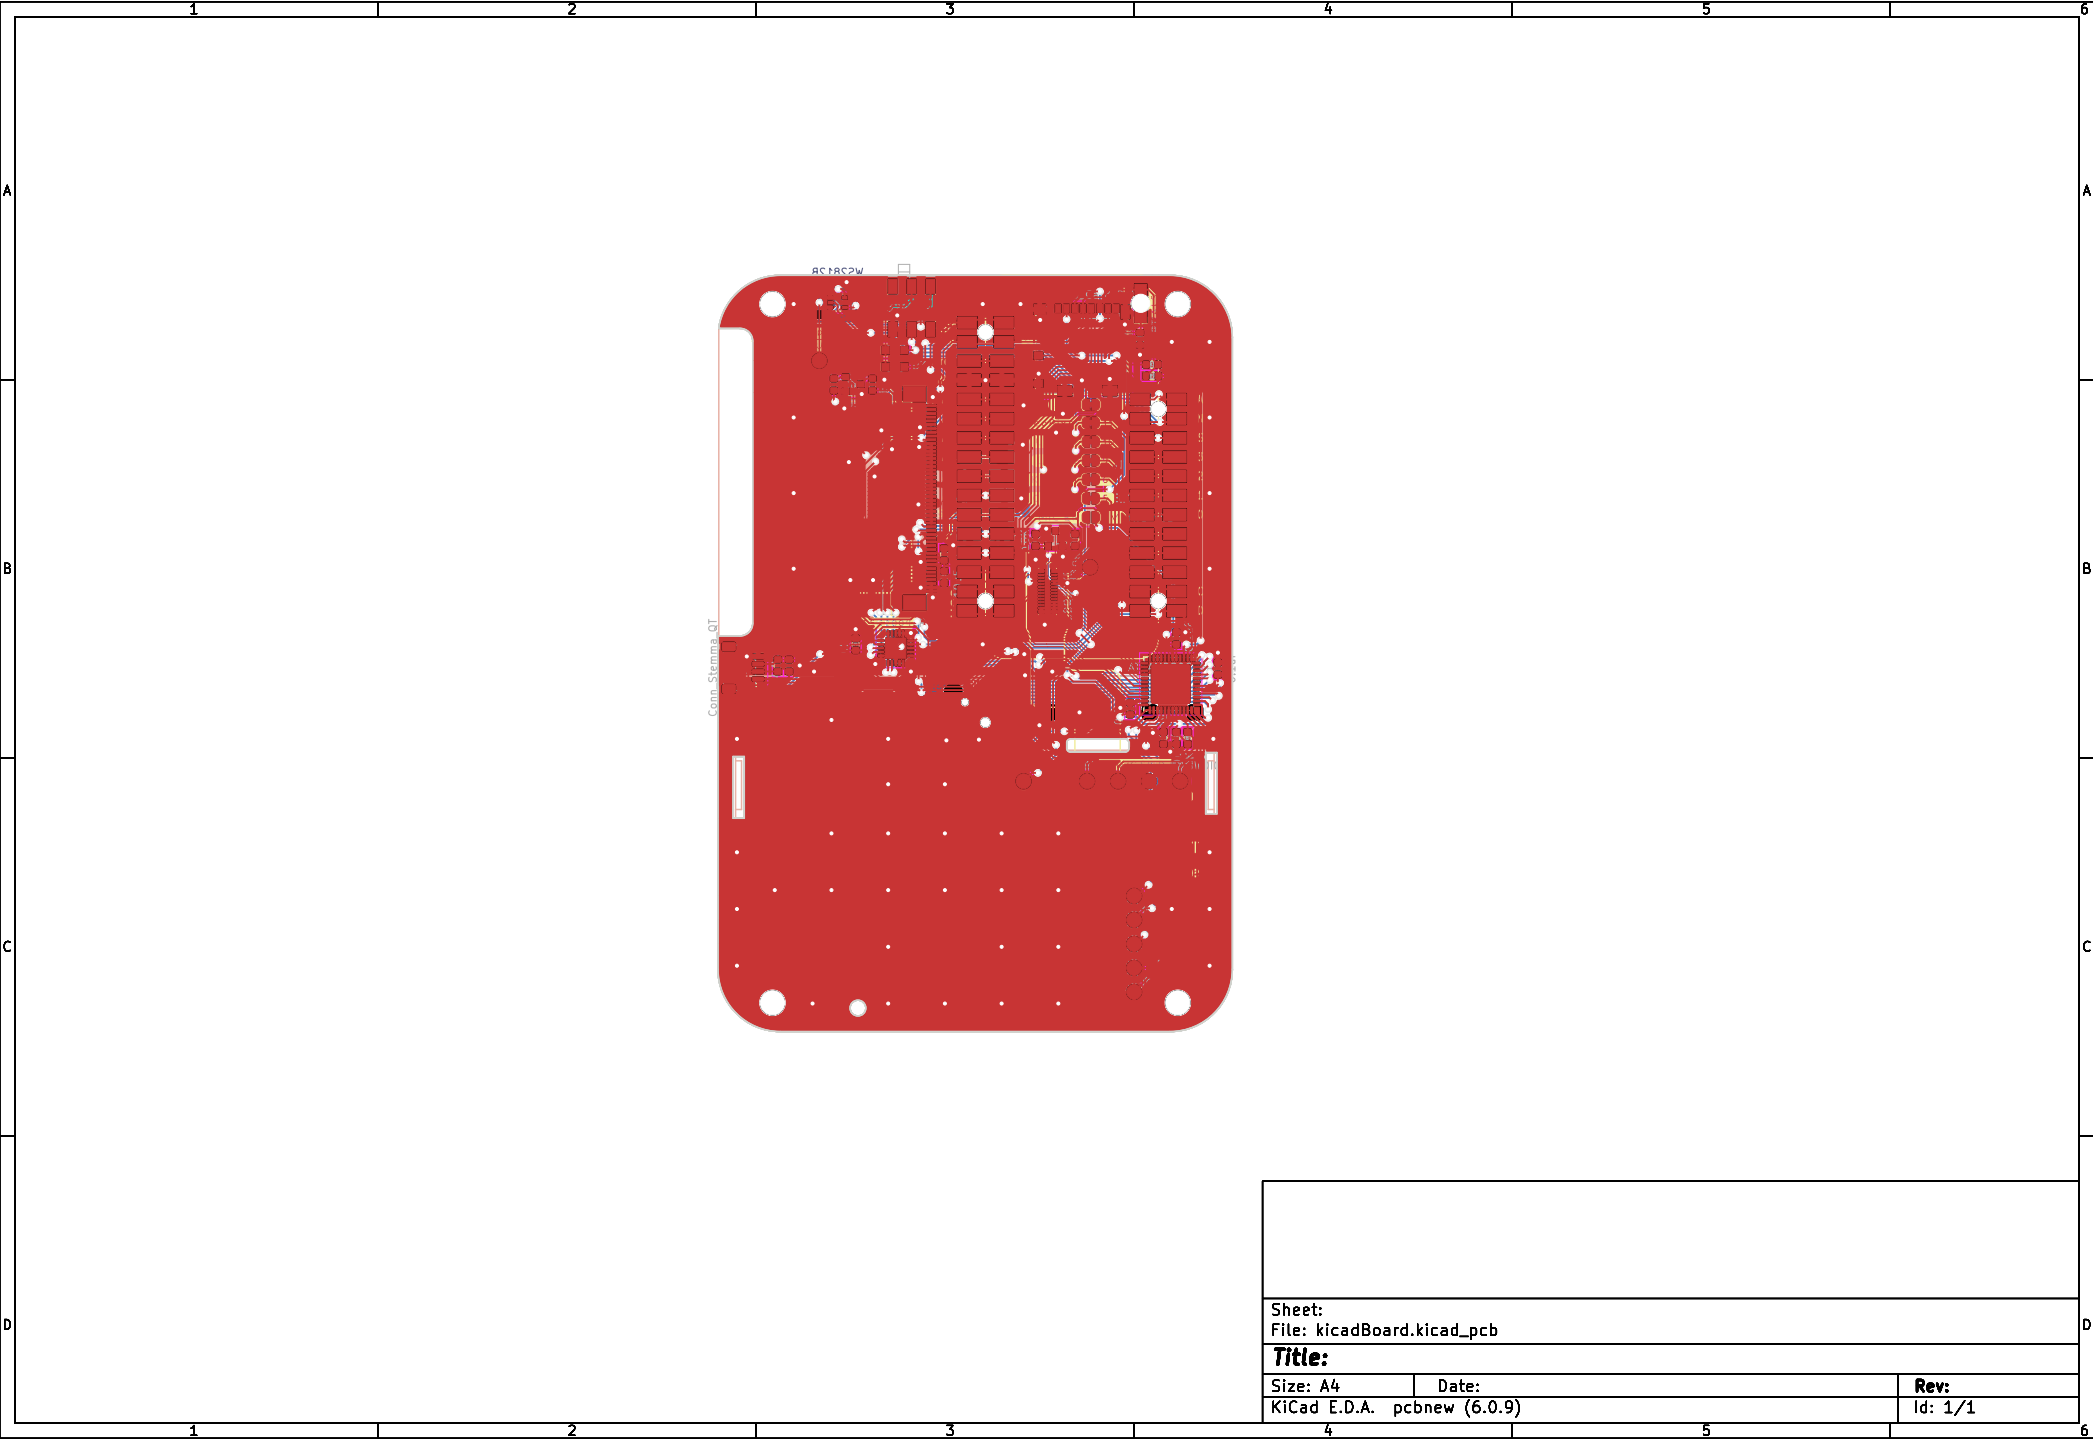 1 2 3 4 5 6
A A
WS2812B
B B
Conn_Stemma_QT
C C
Sheet:
D D
File: kicadBoard.kicad_pcb
Title:
Size: A4 Date: Rev:
KiCad E.D.A. pcbnew (6.0.9) Id: 1/1
1 2 3 4 5 6